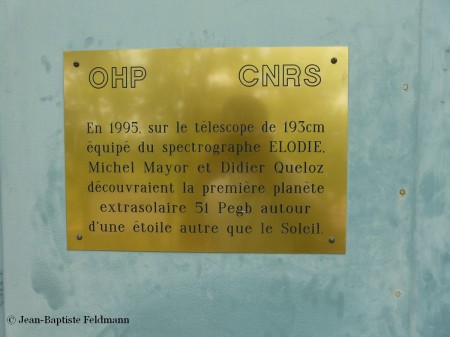 OHP CNRS
En 1995, sur le télescope de 193cm
équipé du spectrographe ELODIE,
Michel Mayor et Didier Queloz
découvraient la première planète
extrasolaire 51 Pegb autour
d'une étoile autre que le Soleil.
© Jean-Baptiste Feldmann